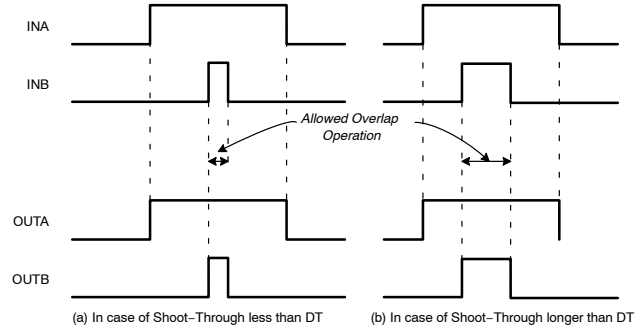 INA
INB
Allowed Overlap
Operation
OUTA
OUTB
(a) In case of Shoot−Through less than DT
(b) In case of Shoot−Through longer than DT